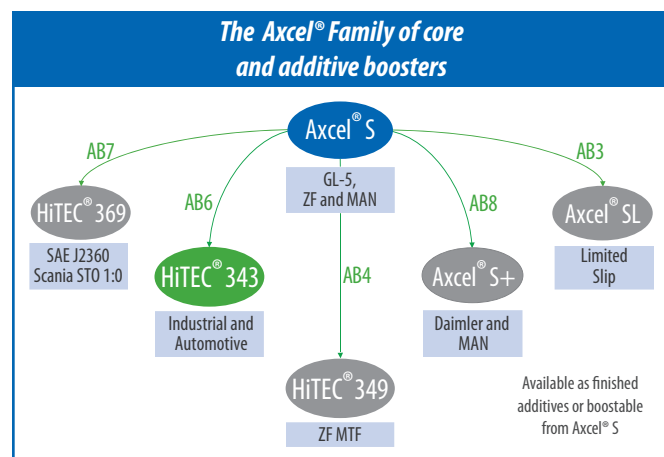 The Axcel® Family of core
and additive boosters
Axcel® S
GL-5,
ZF and MAN
AB7
HiTEC® 369
SAE J2360
Scania STO 1:0
AB6
HiTEC® 343
Industrial and
Automotive
AB4
HiTEC® 349
ZF MTF
AB8
Axcel® S+
Daimler and
MAN
AB3
Axcel® SL
Limited
Slip
Available as finished
additives or boostable
from Axcel® S